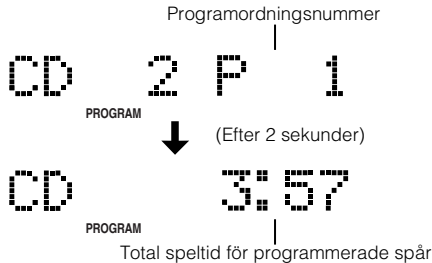 Programordningsnummer
CD 2 P 1
PROGRAM
(Efter 2 sekunder)
CD 3:57
PROGRAM
Total speltid för programmerade spår